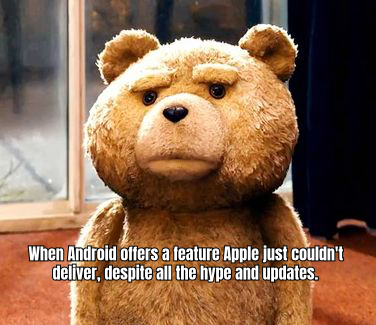 When Android offers a feature Apple just couldn't
deliver, despite all the hype and updates.